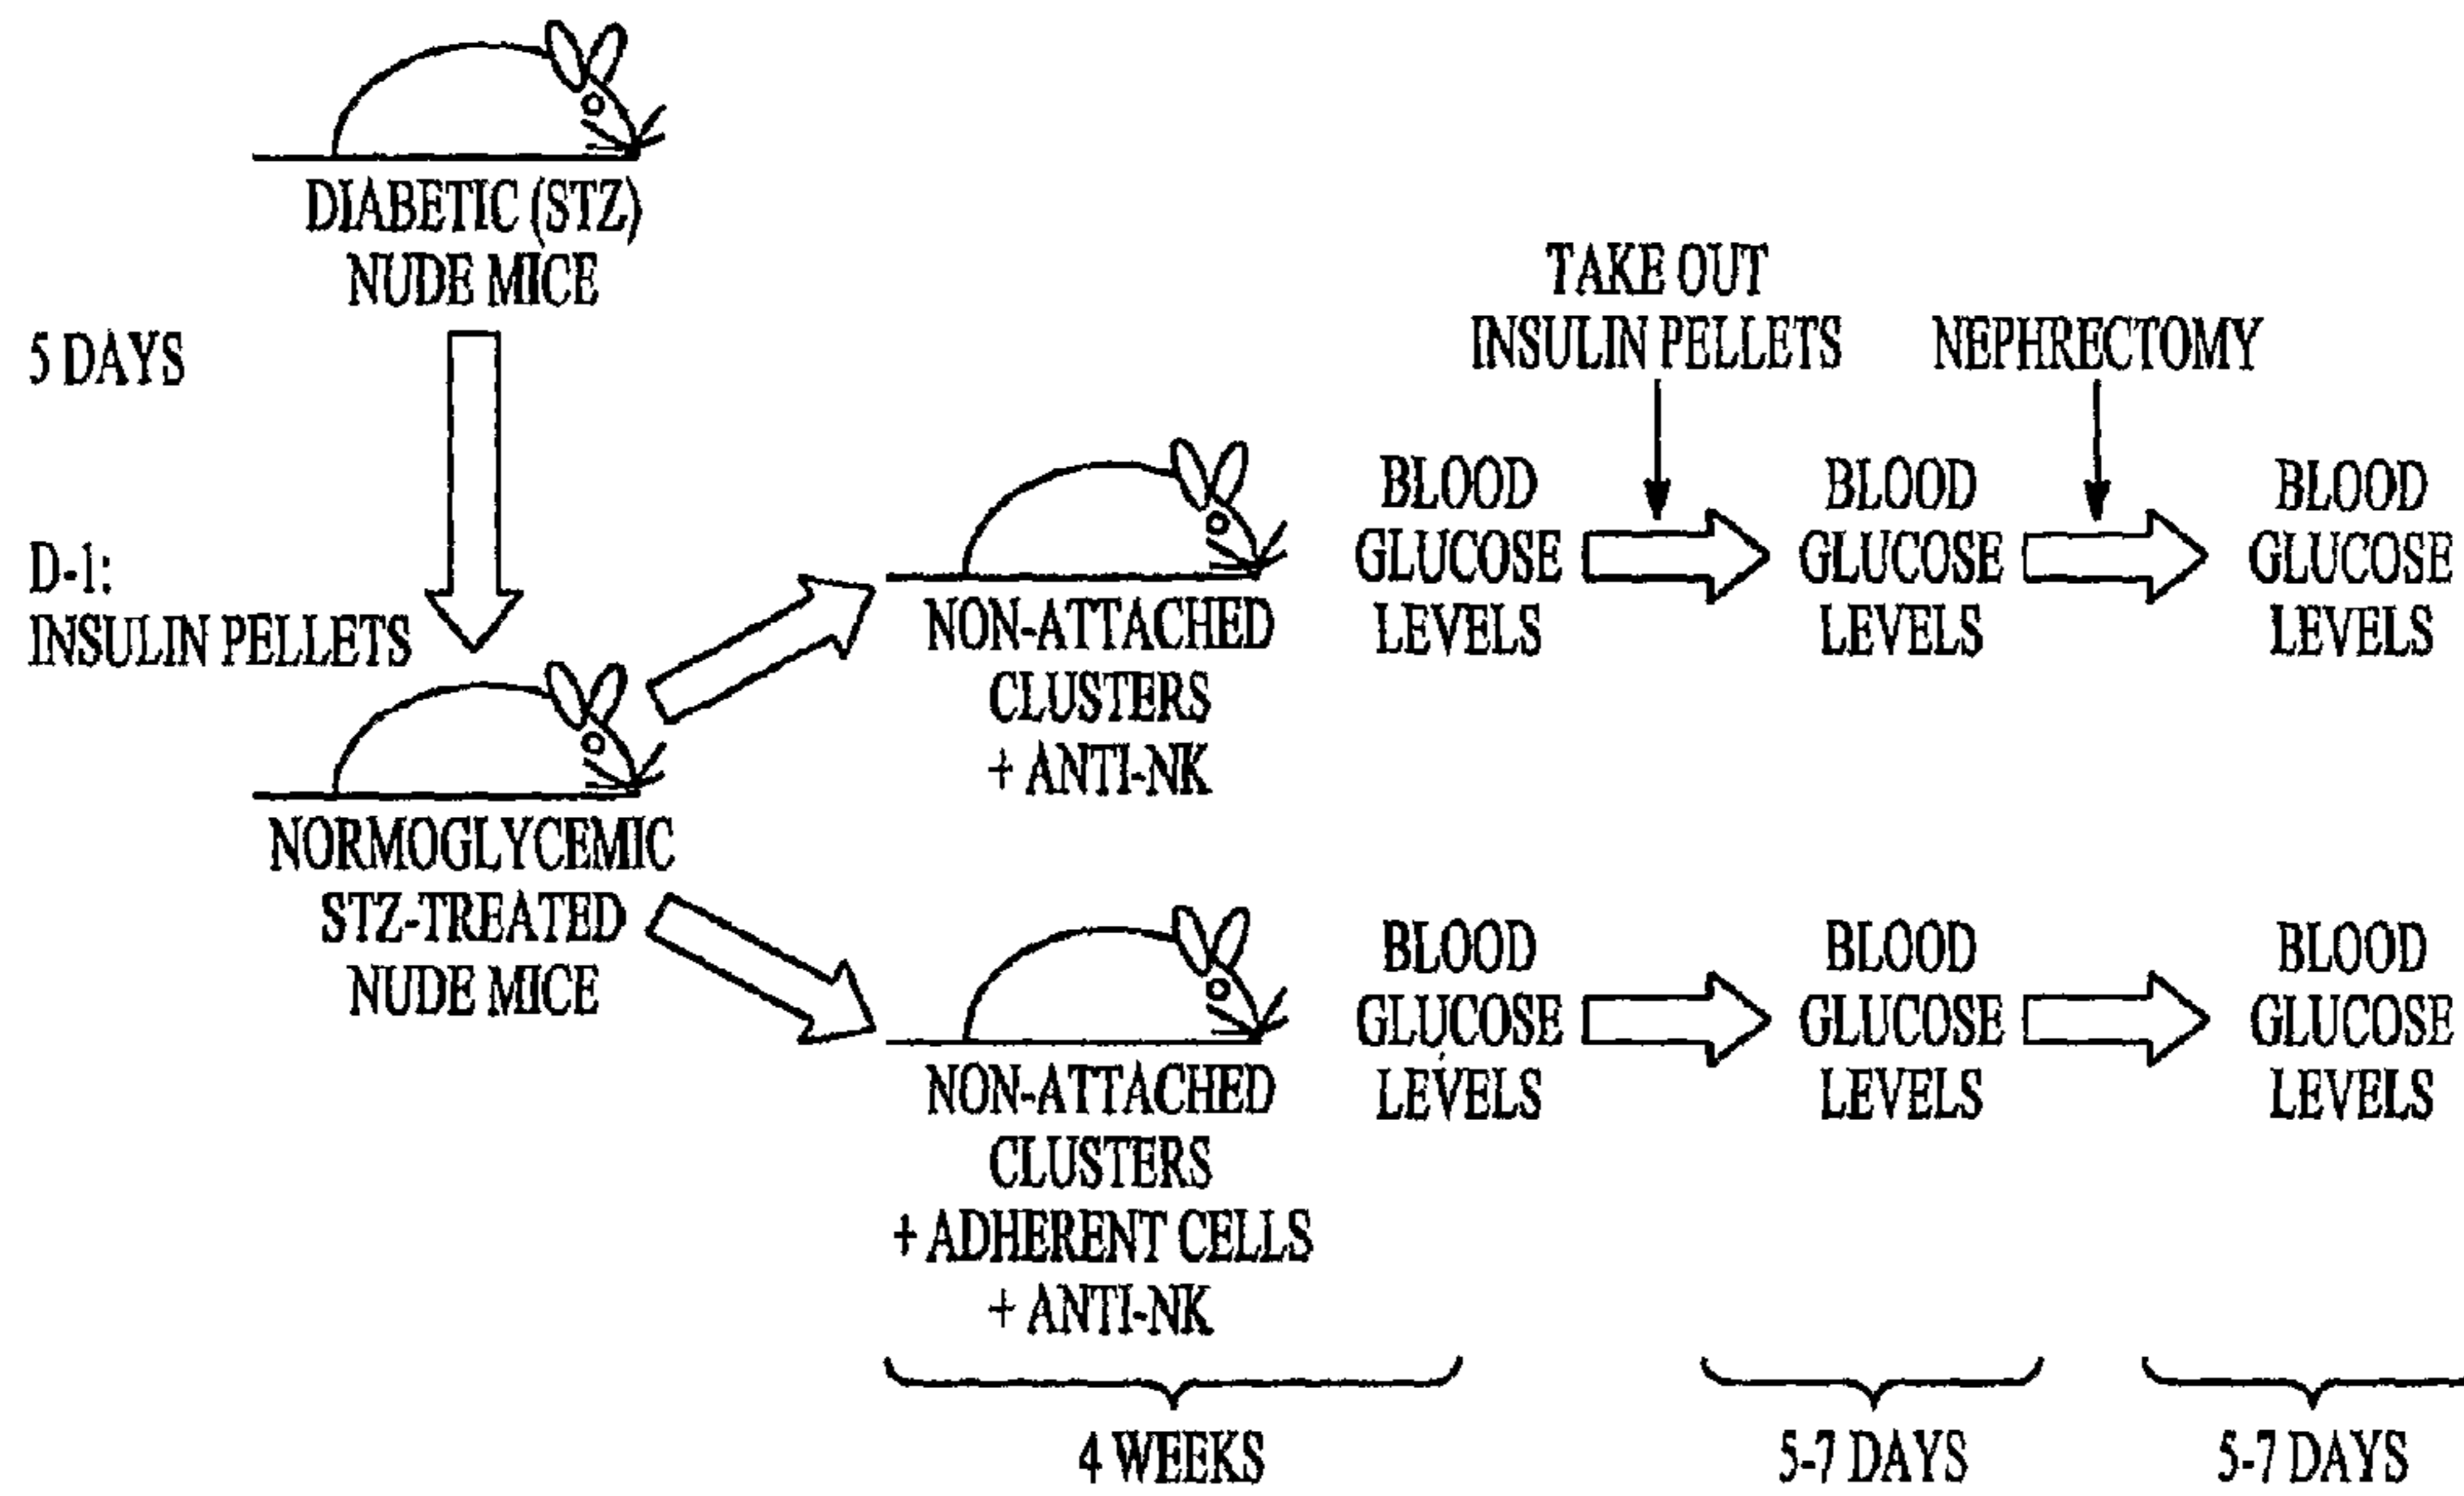 DIABETIC (STZ)
NUDE MICE
5 DAYS
D-1:
INSULIN PELLETS
NORMOGLYCEMIC
STZ-TREATED
NUDE MICE
NON-ATTACHED
CLUSTERS
+ ANTI-NK
BLOOD
GLUCOSE
LEVELS
TAKE OUT
INSULIN PELLETS
BLOOD
GLUCOSE
LEVELS
NEPHRECTOMY
BLOOD
GLUCOSE
LEVELS
NON-ATTACHED
CLUSTERS
+ ADHERENT CELLS
+ ANTI-NK
BLOOD
GLUCOSE
LEVELS
BLOOD
GLUCOSE
LEVELS
BLOOD
GLUCOSE
LEVELS
4 WEEKS
5-7 DAYS
5-7 DAYS